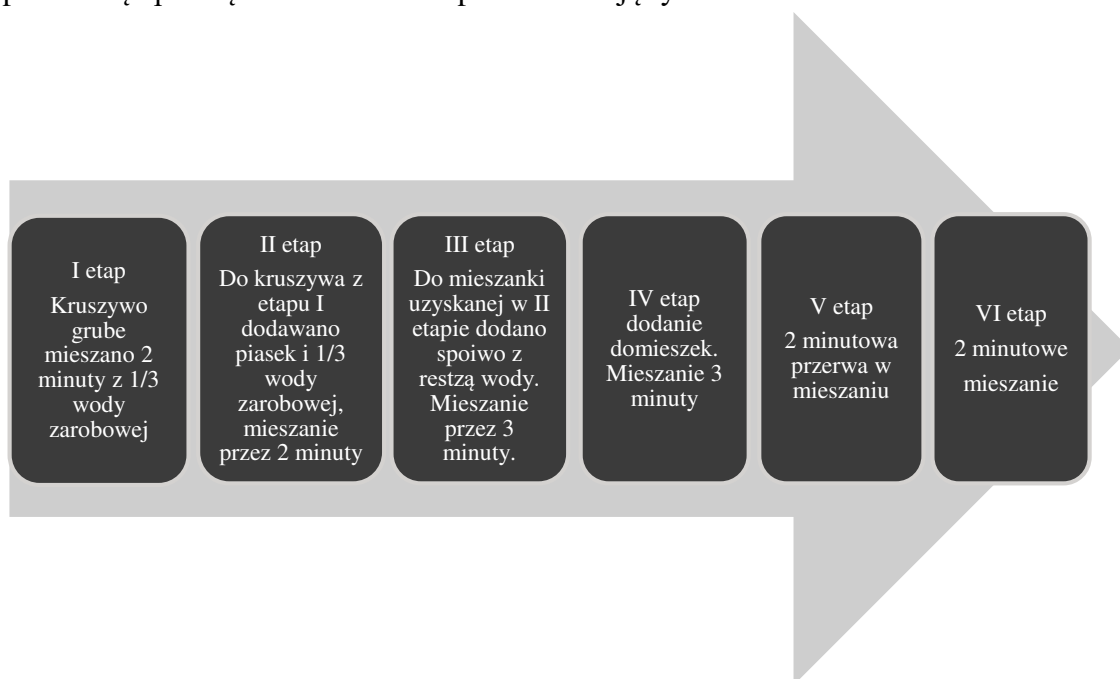 I etap
Kruszywo
grube
mieszano 2
minuty z 1/3
wody
zarobowej
II etap
Do kruszywa z
etapu I
dodawano
piasek i 1/3
wody
zarobowej,
mieszanie
przez 2 minuty
III etap
Do mieszanki
uzyskanej w II
etapie dodano
spoiwo z
restzą wody.
Mieszanie
przez 3
minuty.
IV etap
dodanie
domieszek.
Mieszanie 3
minuty
V etap
2 minutowa
przerwa w
mieszaniu
VI etap
2 minutowe
mieszanie